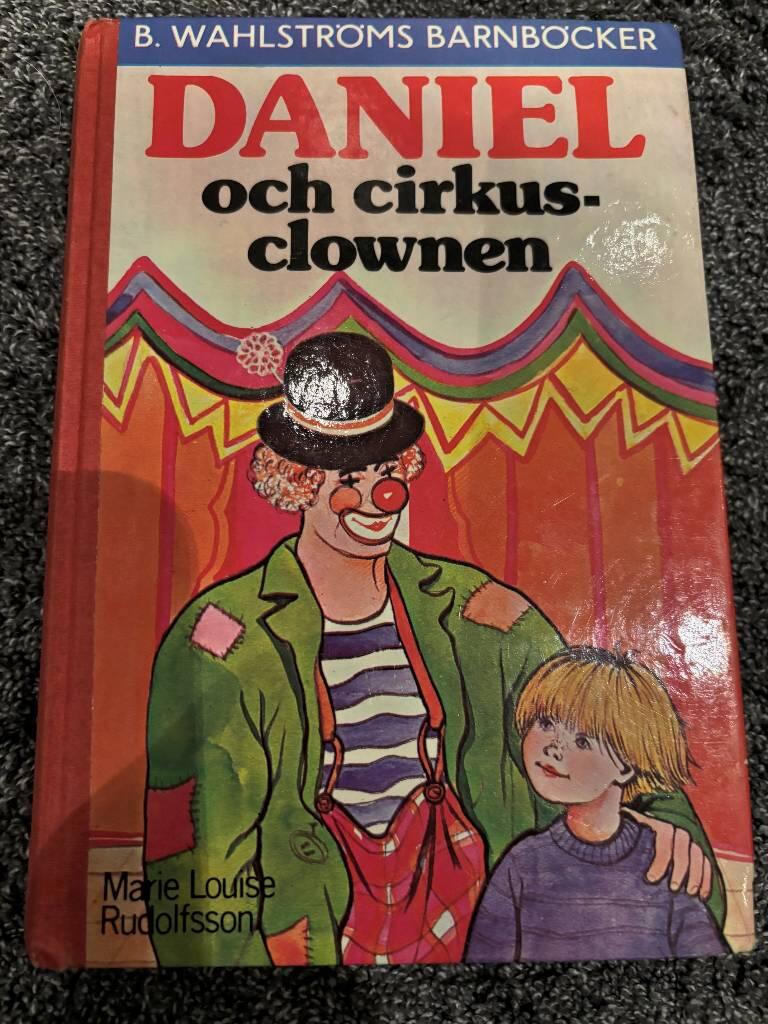 B. WAHLSTRÖMS BARNBÖCKER
DANIEL
och cirkus-
clownen
Marie Louise
Rudolfsson